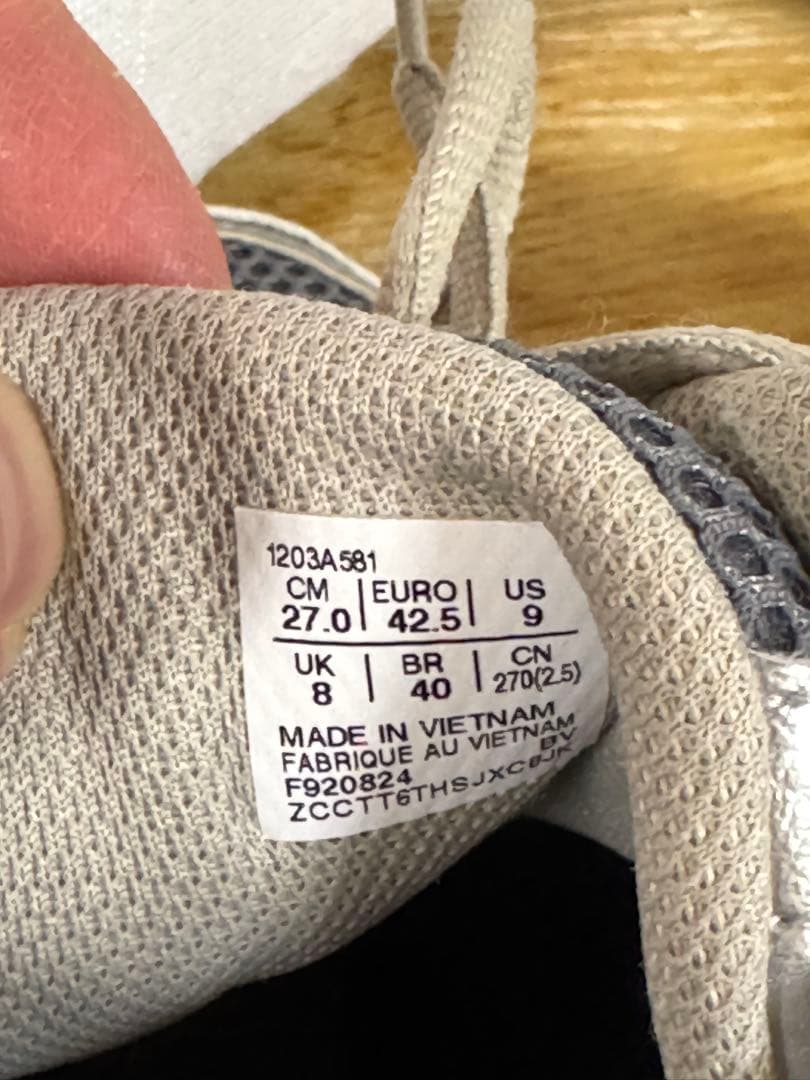 1203A581
CM | EURO | US
27.0 | 42.5 | 9
UK | BR | CN
8 | 40 | 270(2.5)
MADE IN VIETNAM
FABRIQUE AU VIETNAM
BV
F920824